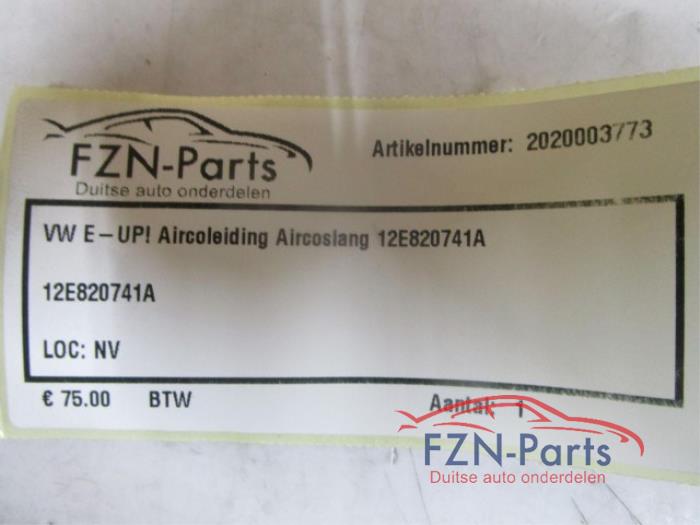 FZN-Parts
Duitse auto onderdelen
Artikelnummer: 2020003773
VW E-UP! Aircoleiding Aircoslang 12E820741A
12E820741A
LOC: NV
€ 75.00 BTW Aantal: 1
FZN-Parts
Duitse auto onderdelen